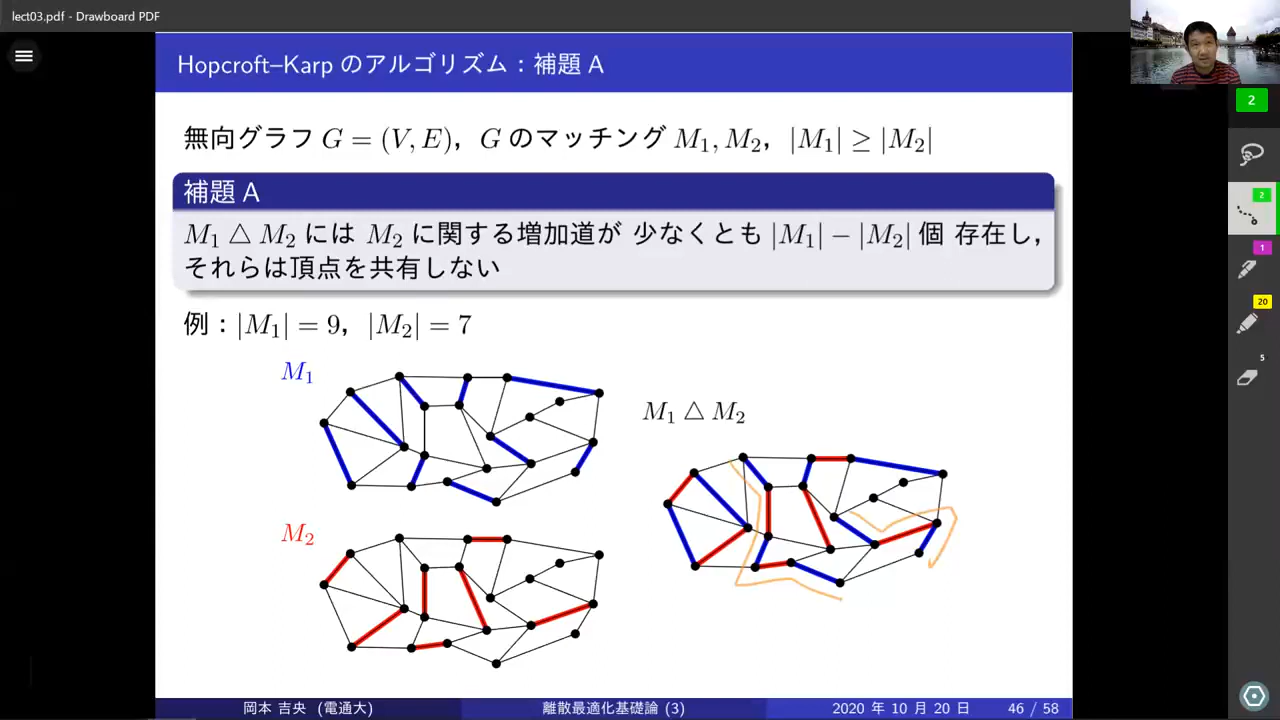 lect03.pdf - Drawboard PDF
Hopcroft–Karp のアルゴリズム：補題 A
無向グラフ G = (V, E)，G のマッチング M₁, M₂，|M₁| ≥ |M₂|
補題 A
M₁ △ M₂ には M₂ に関する増加道が 少なくとも |M₁| − |M₂| 個 存在し，
それらは頂点を共有しない
例：|M₁| = 9，|M₂| = 7
M₁
M₁ △ M₂
M₂
岡本 吉央 (電通大)
離散最適化基礎論 (3)
2020 年 10 月 20 日
46 / 58
2
2
1
20
5